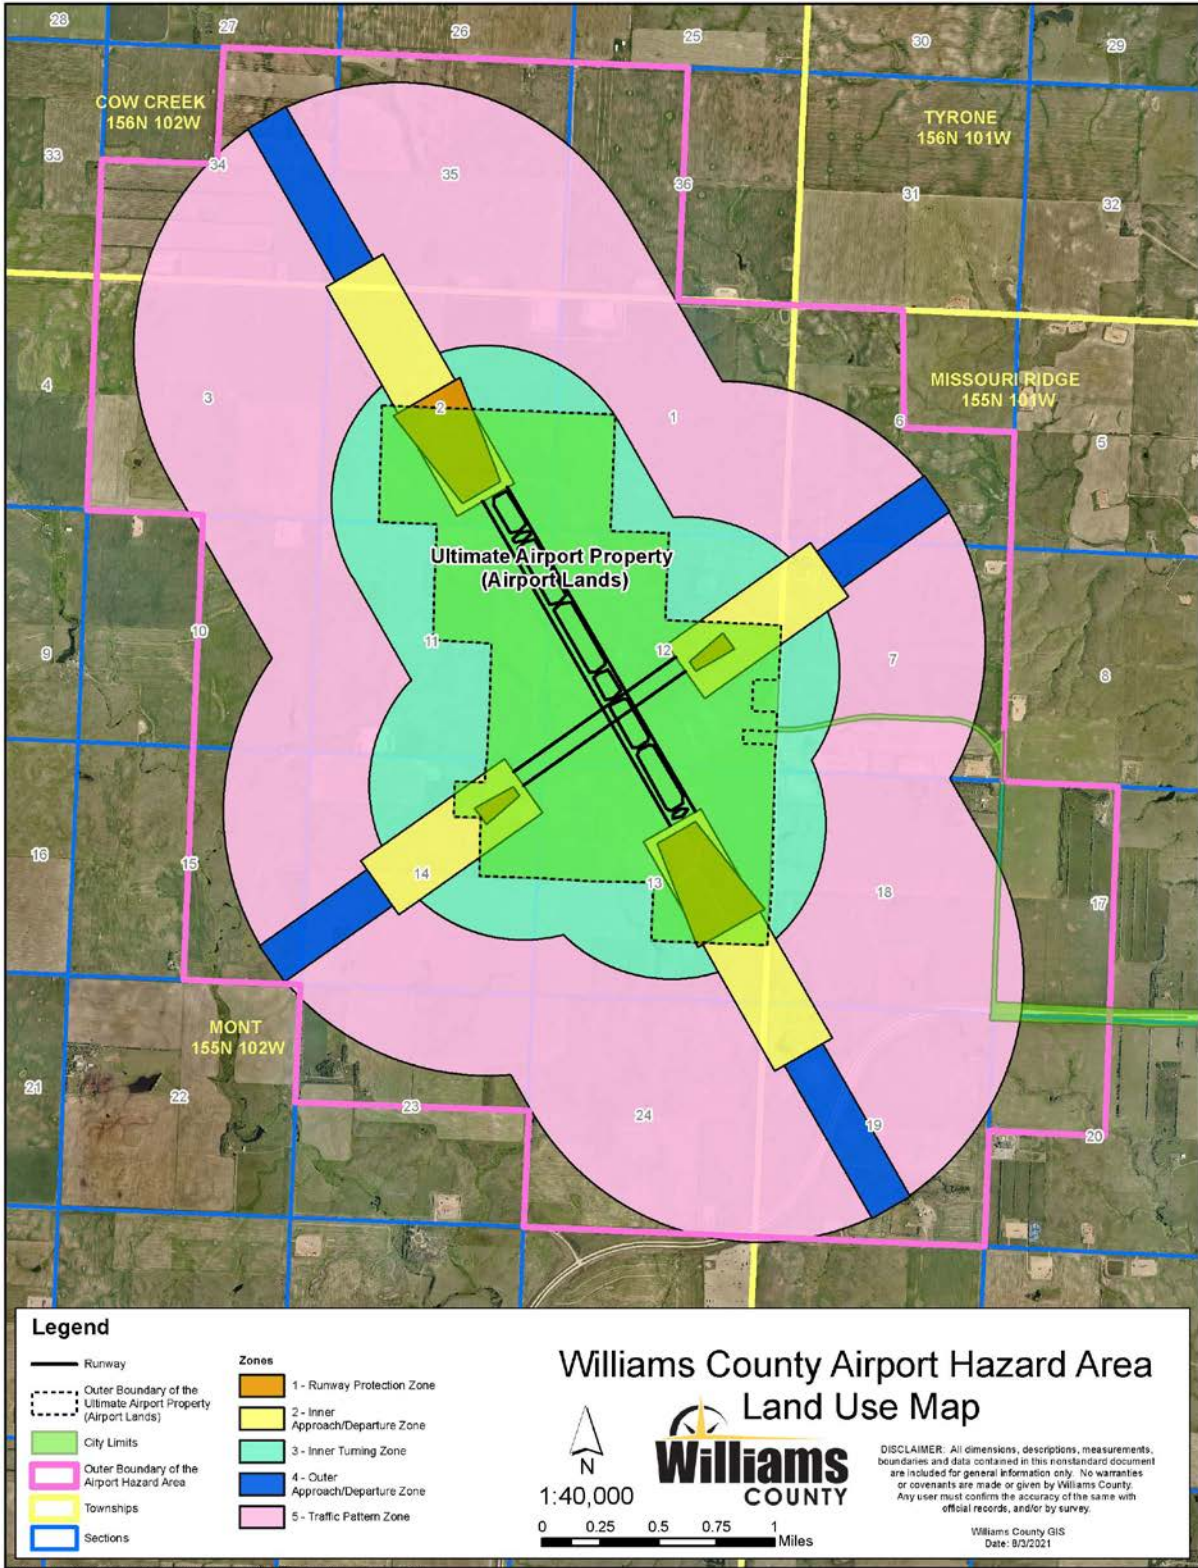 28
27
26
25
30
29
COW CREEK
156N 102W
TYRONE
156N 101W
33
34
35
36
31
32
4
3
2
1
6
5
MISSOURI RIDGE
155N 101W
Ultimate Airport Property
(Airport Lands)
9
10
11
12
7
8
16
15
14
13
18
17
MONT
155N 102W
21
22
23
24
19
20
Legend
Runway
Outer Boundary of the
Ultimate Airport Property
(Airport Lands)
City Limits
Outer Boundary of the
Airport Hazard Area
Townships
Sections
Zones
1 - Runway Protection Zone
2 - Inner
Approach/Departure Zone
3 - Inner Turning Zone
4 - Outer
Approach/Departure Zone
5 - Traffic Pattern Zone
Williams County Airport Hazard Area
Land Use Map
N
1:40,000
0 0.25 0.5 0.75 1
Miles
Williams
COUNTY
DISCLAIMER: All dimensions, descriptions, measurements,
boundaries and data contained in this nonstandard document
are included for general information only. No warranties
or covenants are made or given by Williams County.
Any user must confirm the accuracy of the same with
official records, and/or by survey.
Williams County GIS
Date: 8/3/2021